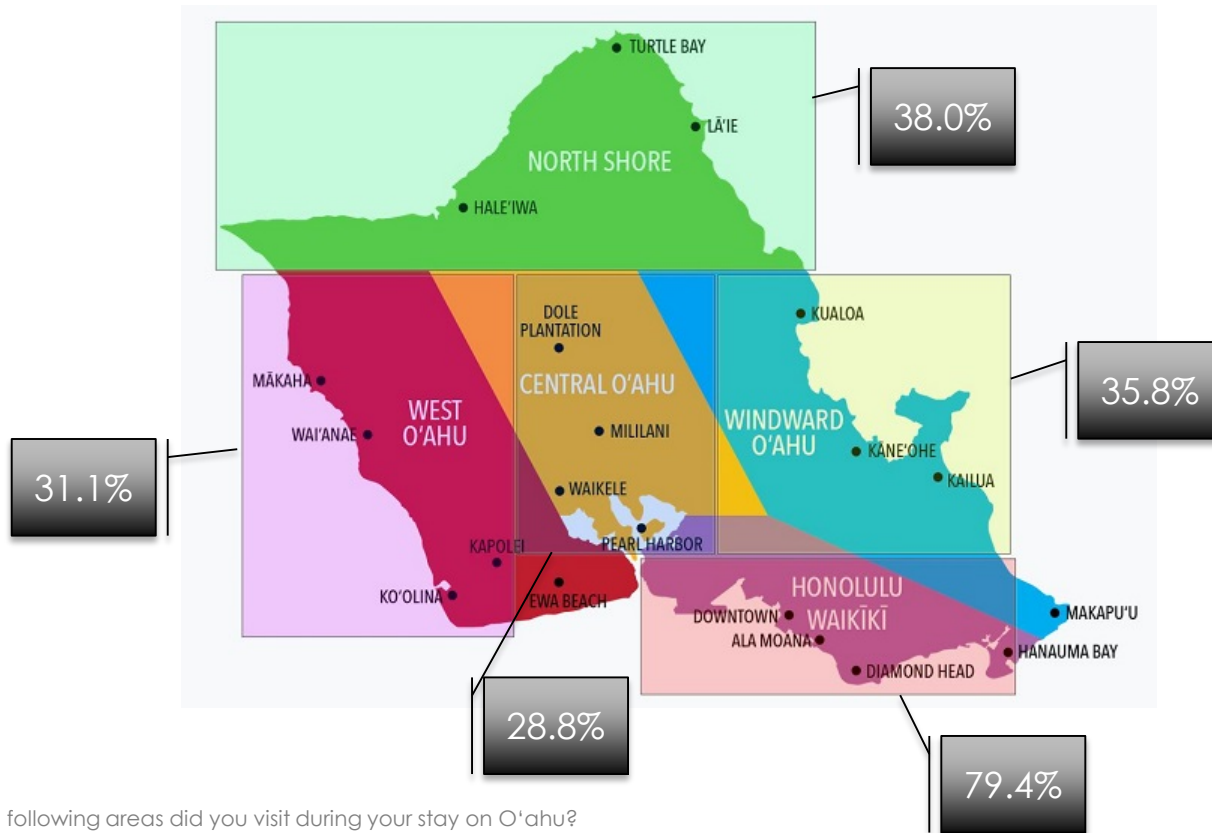 TURTLE BAY
LĀ'IE
38.0%
NORTH SHORE
HALE'IWA
KUALOA
DOLE
PLANTATION
35.8%
MĀKAHA
CENTRAL O'AHU
WEST
O'AHU
WINDWARD
O'AHU
WAI'ANAE
MILILANI
KĀNE'OHE
KAILUA
31.1%
WAIKELE
PEARL HARBOR
KAPOLEI
KO'OLINA
EWA BEACH
HONOLULU
WAIKĪKĪ
DOWNTOWN
ALA MOANA
MAKAPU'U
HANAUMA BAY
DIAMOND HEAD
28.8%
79.4%
following areas did you visit during your stay on O‘ahu?